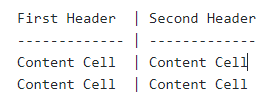 First Header  | Second Header
------------- | -------------
Content Cell  | Content Cell
Content Cell  | Content Cell